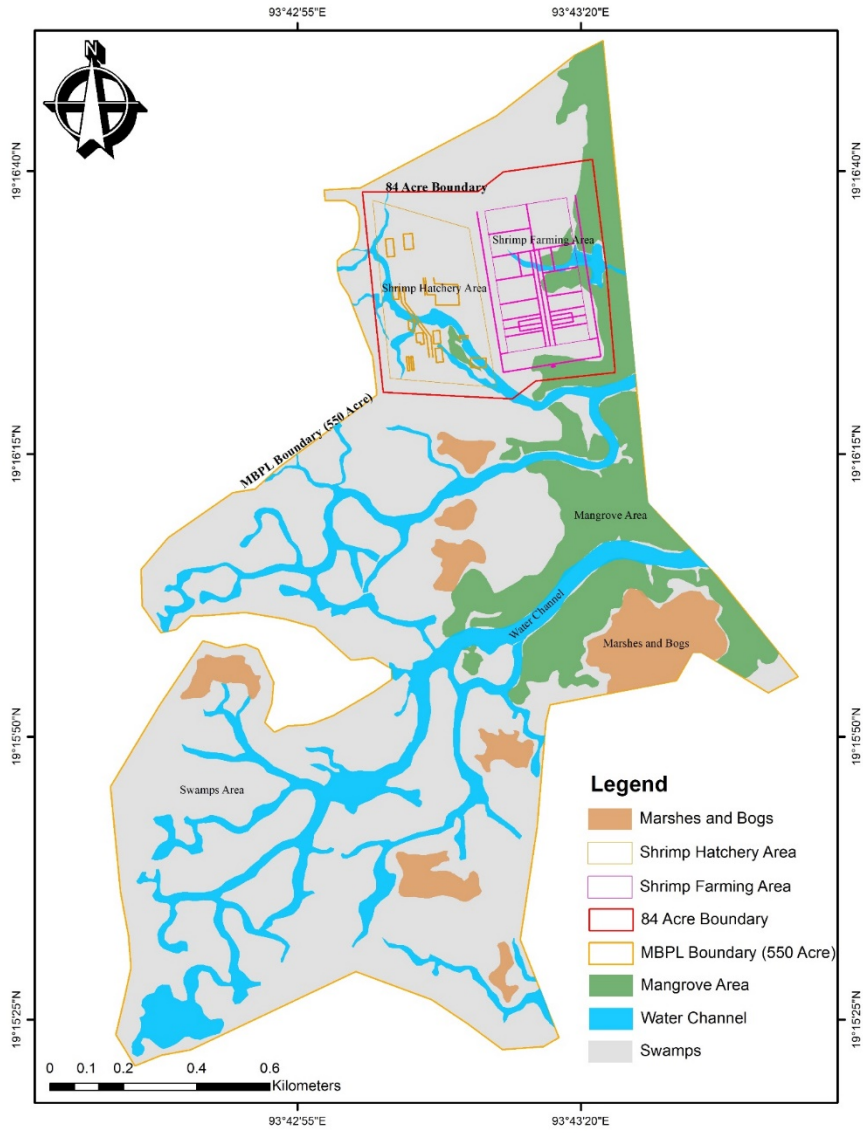 93°42'55"E 93°43'20"E
N
19°16'40"N 19°16'40"N
84 Acre Boundary
Shrimp Farming Area
Shrimp Hatchery Area
MBPL Boundary (550 Acre)
19°16'15"N 19°16'15"N
Mangrove Area
Water Channel
Marshes and Bogs
19°15'50"N 19°15'50"N
Swamps Area
Legend
Marshes and Bogs
Shrimp Hatchery Area
Shrimp Farming Area
84 Acre Boundary
MBPL Boundary (550 Acre)
Mangrove Area
Water Channel
Swamps
19°15'25"N 19°15'25"N
0 0.1 0.2 0.4 0.6
Kilometers
93°42'55"E 93°43'20"E